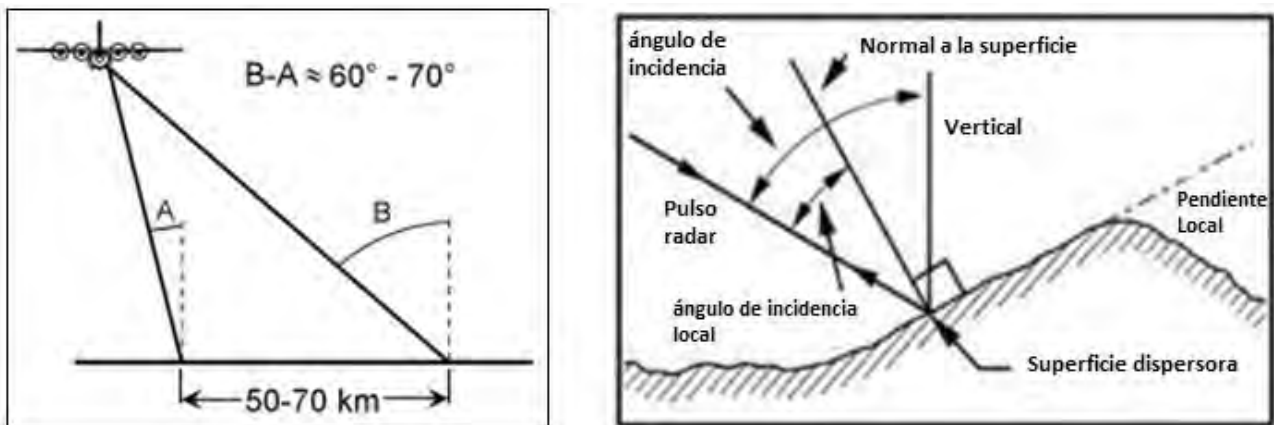 B-A ≈ 60° - 70°
A
B
50-70 km
ángulo de
incidencia
Normal a la superficie
Vertical
Pulso
radar
Pendiente
Local
ángulo de incidencia
local
Superficie dispersora